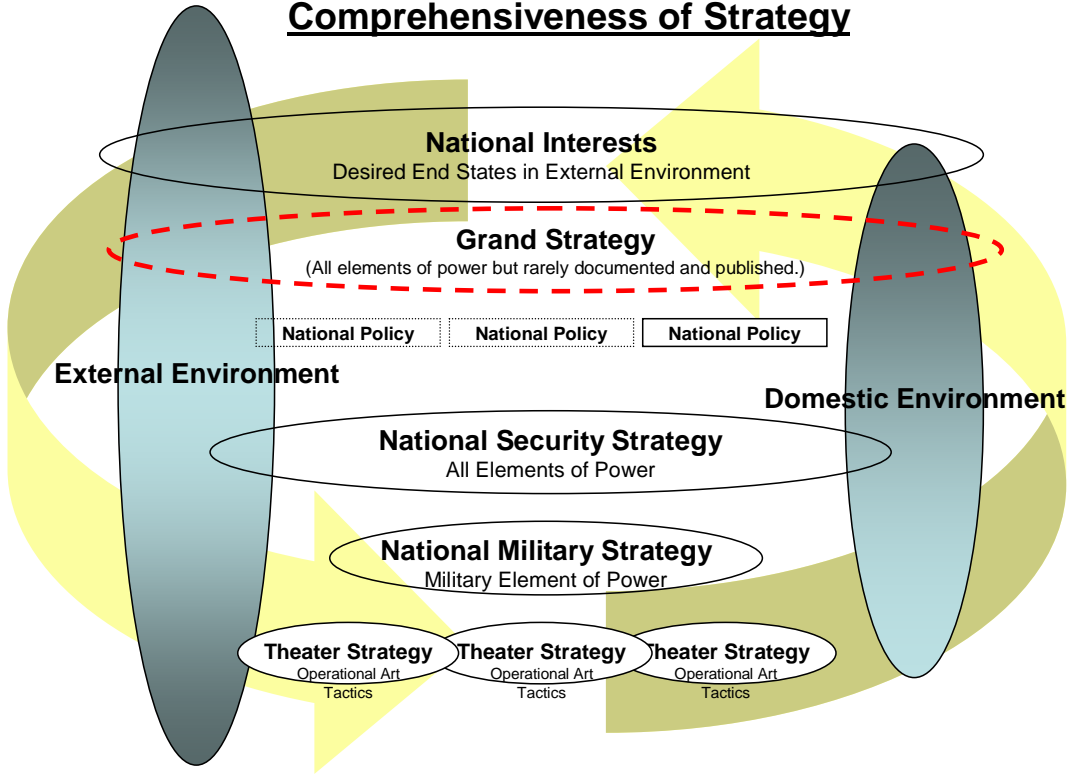 Comprehensiveness of Strategy
National Interests
Desired End States in External Environment
Grand Strategy
(All elements of power but rarely documented and published.)
National Policy
National Policy
National Policy
External Environment
Domestic Environment
National Security Strategy
All Elements of Power
National Military Strategy
Military Element of Power
Theater Strategy
Operational Art
Tactics
Theater Strategy
Operational Art
Tactics
Theater Strategy
Operational Art
Tactics